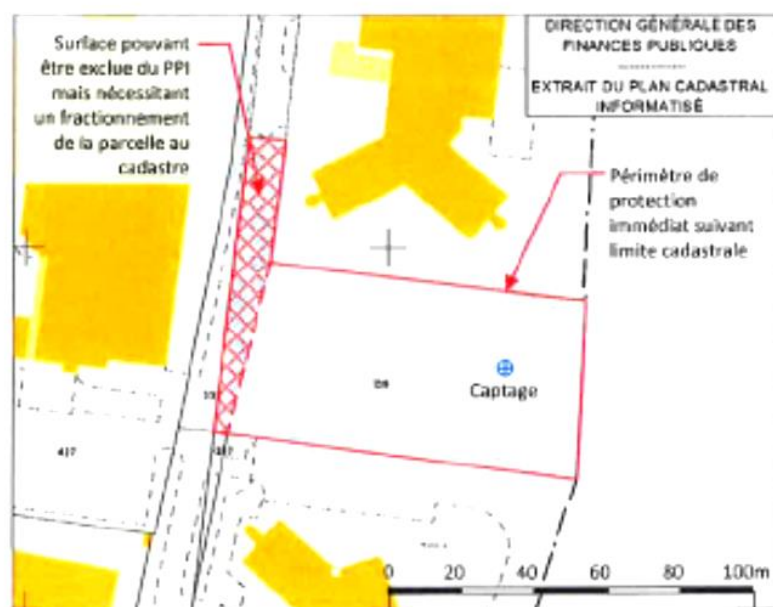 Surface pouvant
être exclue du PPI
mais nécessitant
un fractionnement
de la parcelle au
cadastre
DIRECTION GÉNÉRALE DES
FINANCES PUBLIQUES
EXTRAIT DU PLAN CADASTRAL
INFORMATISÉ
Périmètre de
protection
immédiat suivant
limite cadastrale
Captage
417
0 20 40 60 80 100m